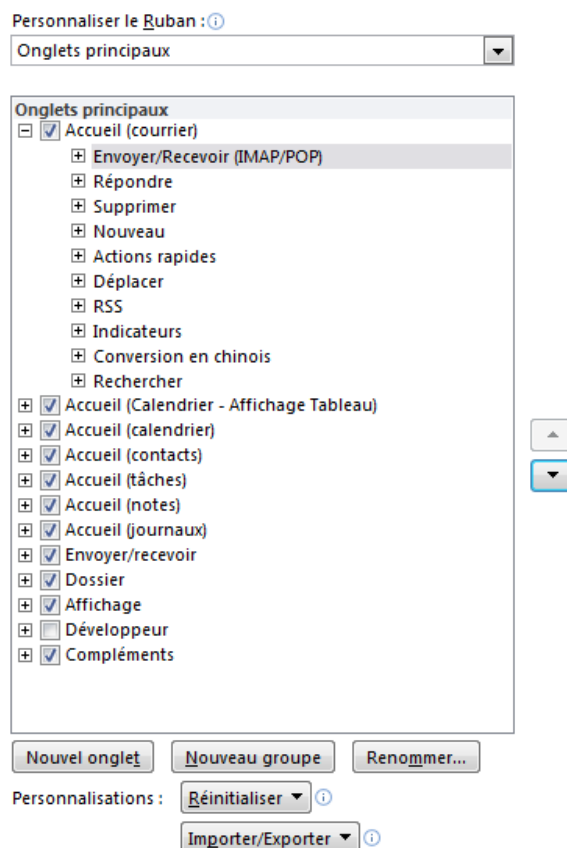 Personnaliser le Ruban :
Onglets principaux
Onglets principaux
Accueil (courrier)
Envoyer/Recevoir (IMAP/POP)
Répondre
Supprimer
Nouveau
Actions rapides
Déplacer
RSS
Indicateurs
Conversion en chinois
Rechercher
Accueil (Calendrier - Affichage Tableau)
Accueil (calendrier)
Accueil (contacts)
Accueil (tâches)
Accueil (notes)
Accueil (journaux)
Envoyer/recevoir
Dossier
Affichage
Développeur
Compléments
Nouvel onglet Nouveau groupe Renommer...
Personnalisations : Réinitialiser
Importer/Exporter